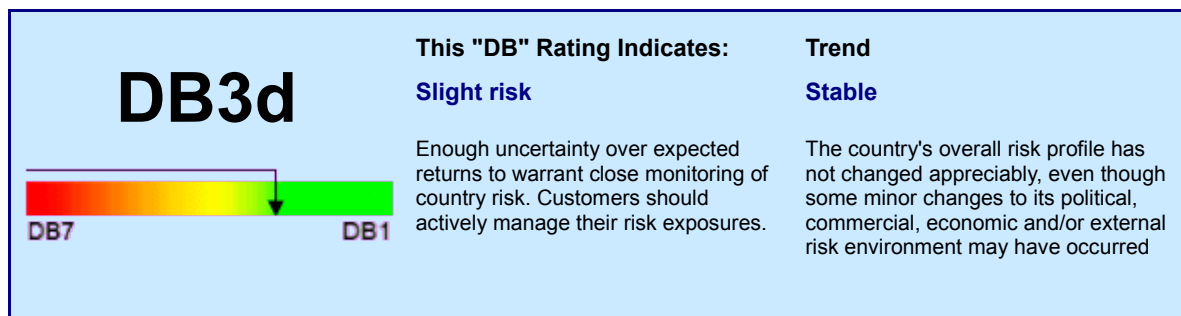 DB3d
DB7
DB1
This "DB" Rating Indicates:
Slight risk
Enough uncertainty over expected
returns to warrant close monitoring of
country risk. Customers should
actively manage their risk exposures.
Trend
Stable
The country's overall risk profile has
not changed appreciably, even though
some minor changes to its political,
commercial, economic and/or external
risk environment may have occurred